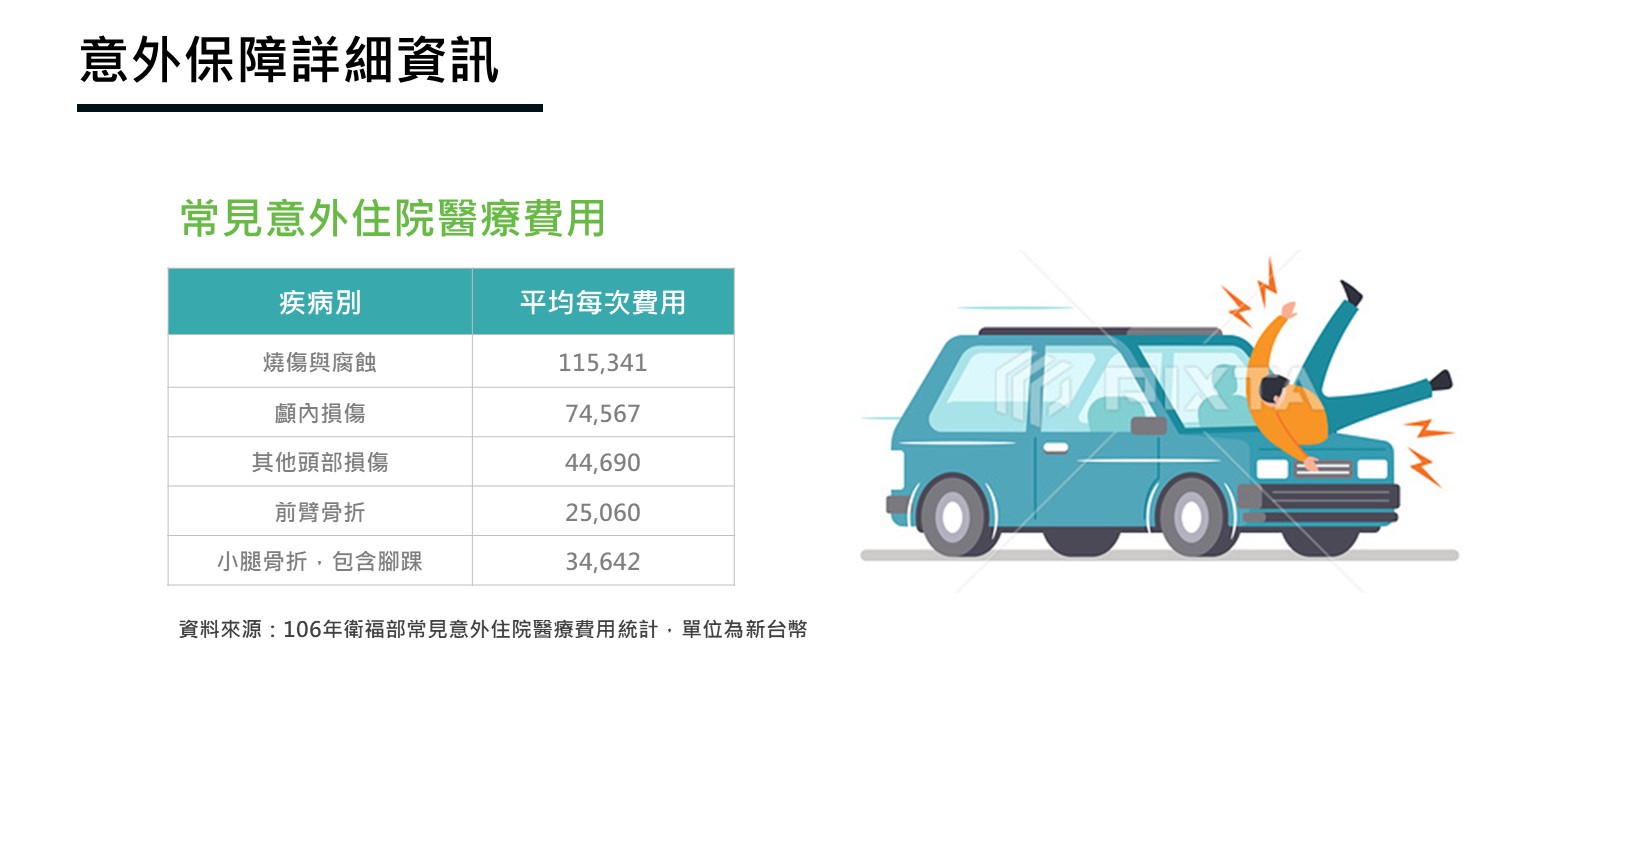 意外保障詳細資訊
常見意外住院醫療費用
疾病別 平均每次費用
燒傷與腐蝕 115,341
顱內損傷 74,567
其他頭部損傷 44,690
前臂骨折 25,060
小腿骨折，包含腳踝 34,642
資料來源：106年衛福部常見意外住院醫療費用統計，單位為新台幣
PIXTA